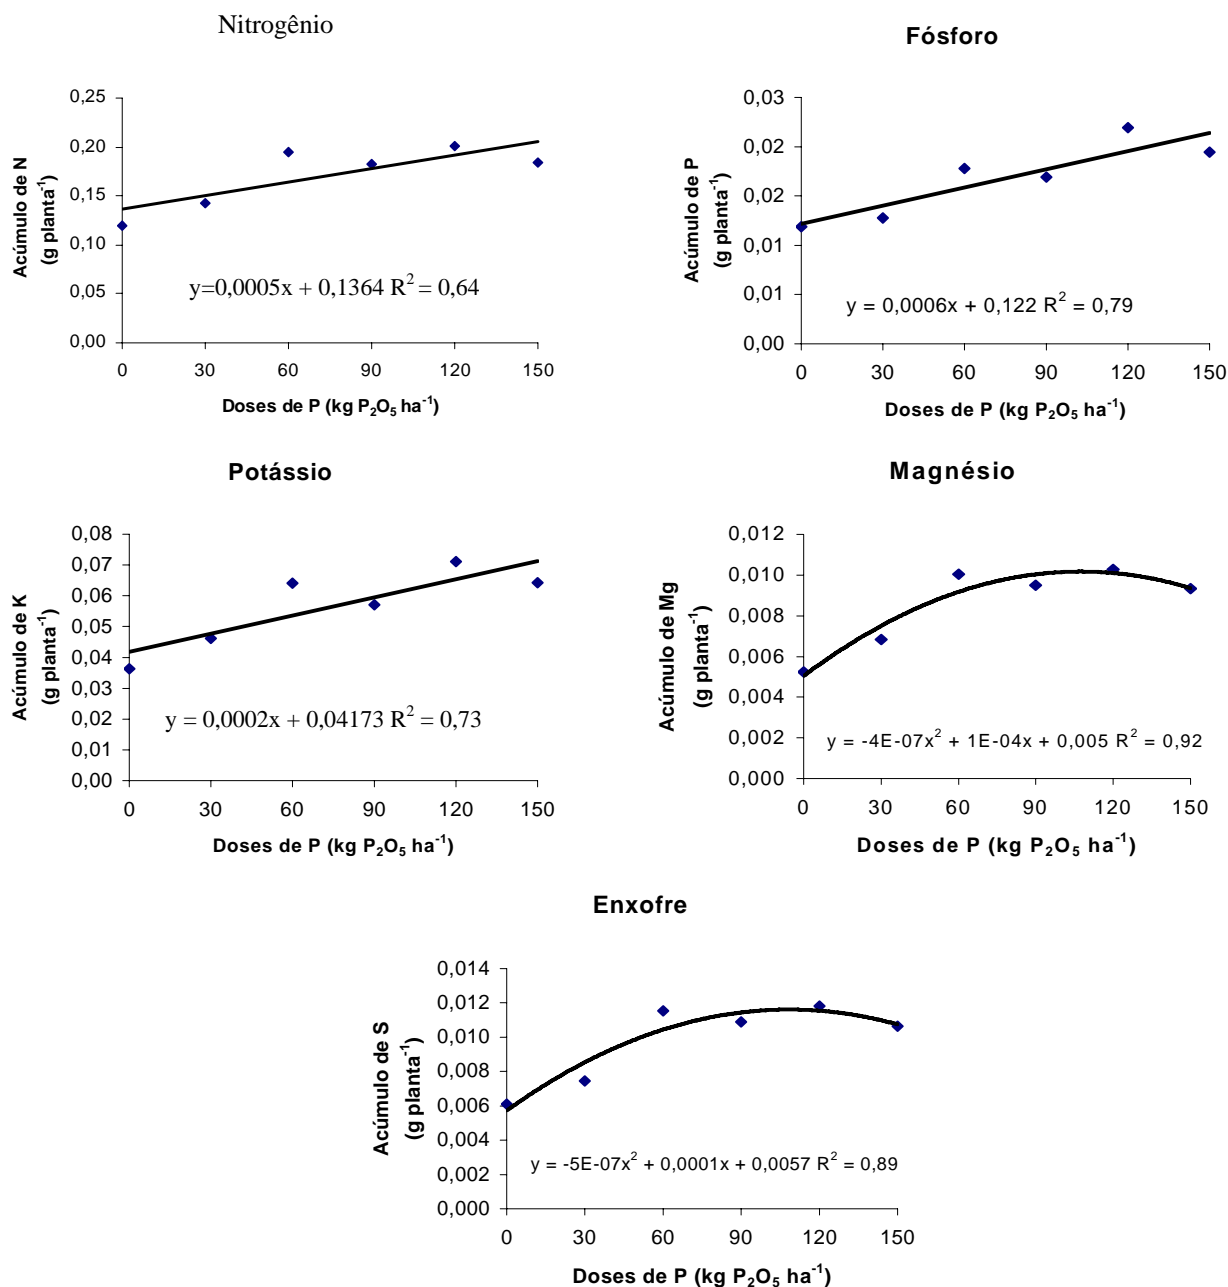 Nitrogênio
0,25
0,20
0,15
0,10
0,05
0,00
Acúmulo de N
(g planta⁻¹)
y=0,0005x + 0,1364 R² = 0,64
0 30 60 90 120 150
Doses de P (kg P₂O₅ ha⁻¹)
Fósforo
0,03
0,02
0,02
0,01
0,01
0,00
Acúmulo de P
(g planta⁻¹)
y = 0,0006x + 0,122 R² = 0,79
0 30 60 90 120 150
Doses de P (kg P₂O₅ ha⁻¹)
Potássio
0,08
0,07
0,06
0,05
0,04
0,03
0,02
0,01
0,00
Acúmulo de K
(g planta⁻¹)
y = 0,0002x + 0,04173 R² = 0,73
0 30 60 90 120 150
Doses de P (kg P₂O₅ ha⁻¹)
Magnésio
0,012
0,010
0,008
0,006
0,004
0,002
0,000
Acúmulo de Mg
(g planta⁻¹)
y = -4E-07x² + 1E-04x + 0,005 R² = 0,92
0 30 60 90 120 150
Doses de P (kg P₂O₅ ha⁻¹)
Enxofre
0,014
0,012
0,010
0,008
0,006
0,004
0,002
0,000
Acúmulo de S
(g planta⁻¹)
y = -5E-07x² + 0,0001x + 0,0057 R² = 0,89
0 30 60 90 120 150
Doses de P (kg P₂O₅ ha⁻¹)